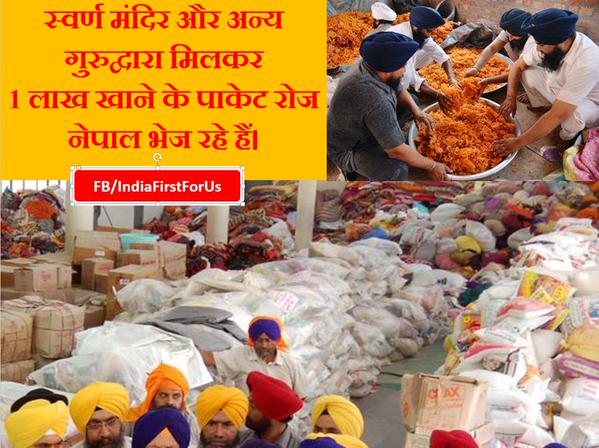 स्वर्ण मंदिर और अन्य
गुरुद्वारा मिलकर
1 लाख खाने के पाकेट रोज
नेपाल भेज रहे हैं।
FB/IndiaFirstForUs